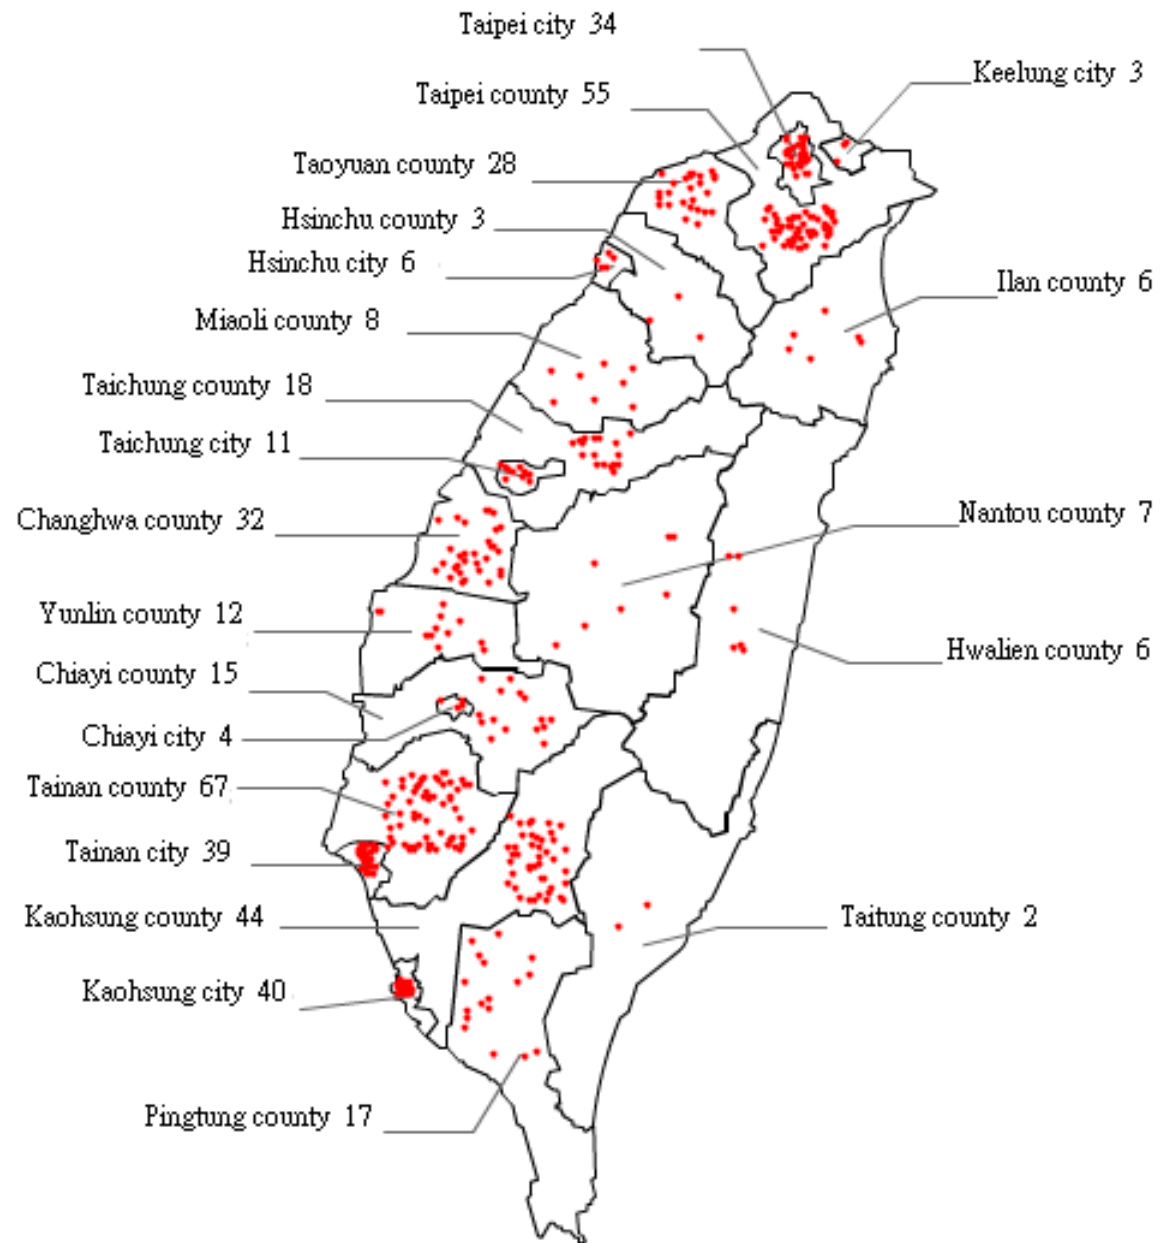 Taipei city 34
Keelung city 3
Taipei county 55
Taoyuan county 28
Hsinchu county 3
Hsinchu city 6
Ilan county 6
Miaoli county 8
Taichung county 18
Taichung city 11
Changhwa county 32
Nantou county 7
Yunlin county 12
Hwalien county 6
Chiayi county 15
Chiayi city 4
Tainan county 67
Tainan city 39
Kaohsung county 44
Taitung county 2
Kaohsung city 40
Pingtung county 17